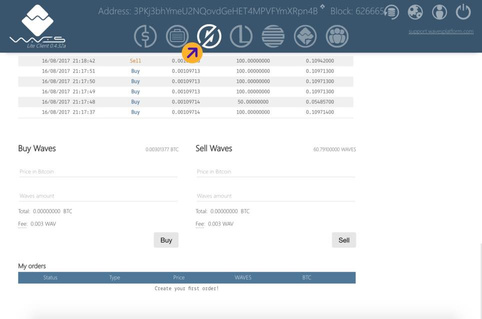 Address: 3PKj3bhYmeU2NQovdGeHET4MPVFYmXRpn4B Block: 626665
WAVES
Lite Client 0.4.32a
support.wavesplatform.com
16/08/2017 21:18:42 Sell 100.00000000 0.10942000
16/08/2017 21:17:51 Buy 0.00109713 100.00000000 0.10971300
16/08/2017 21:17:50 Buy 0.00109713 100.00000000 0.10971300
16/08/2017 21:17:49 Buy 0.00109713 100.00000000 0.10971300
16/08/2017 21:17:40 Buy 0.00109714 50.00000000 0.05485700
16/08/2017 21:17:37 Buy 0.00109714 100.00000000 0.10971400
Buy Waves 0.00301077 BTC
Sell Waves 60.79100000 WAVES
Price in Bitcoin
Price in Bitcoin
Waves amount
Waves amount
Total: 0.00000000 BTC
Total: 0.00000000 BTC
Fee: 0.003 WAV
Fee: 0.003 WAV
Buy
Sell
My orders
Status Type Price WAVES BTC
Create your first order!